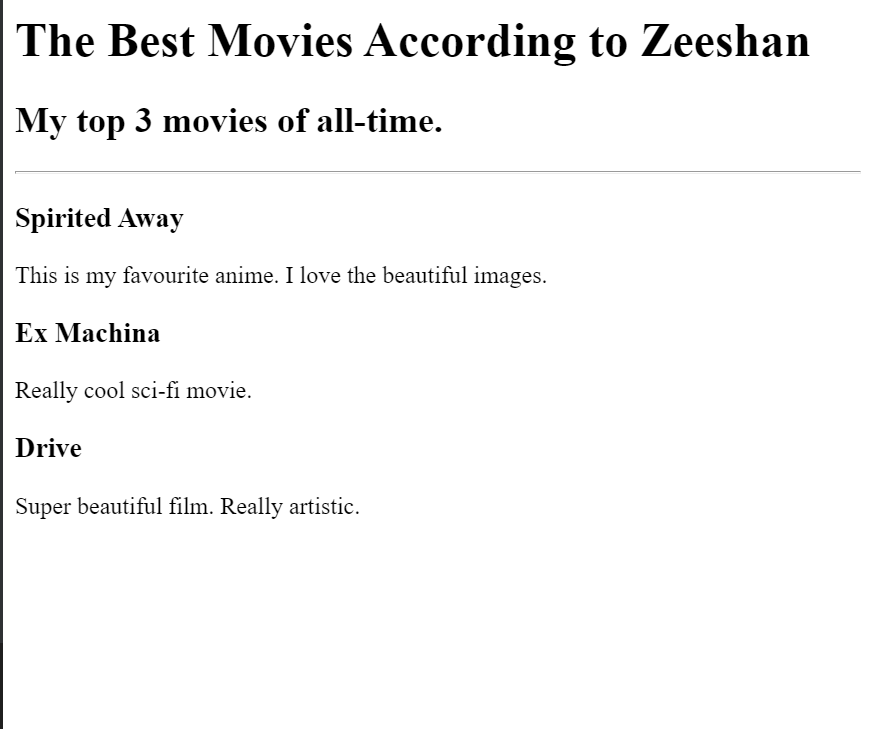 The Best Movies According to Zeeshan
My top 3 movies of all-time.
Spirited Away
This is my favourite anime. I love the beautiful images.
Ex Machina
Really cool sci-fi movie.
Drive
Super beautiful film. Really artistic.